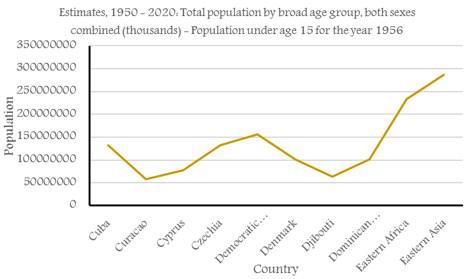 Estimates, 1950 - 2020: Total population by broad age group, both sexes
combined (thousands) - Population under age 15 for the year 1956
350000000
300000000
250000000
200000000
150000000
100000000
50000000
0
Population
Cuba
Curacao
Cyprus
Czechia
Democratic...
Denmark
Djibouti
Dominican...
Eastern Africa
Eastern Asia
Country